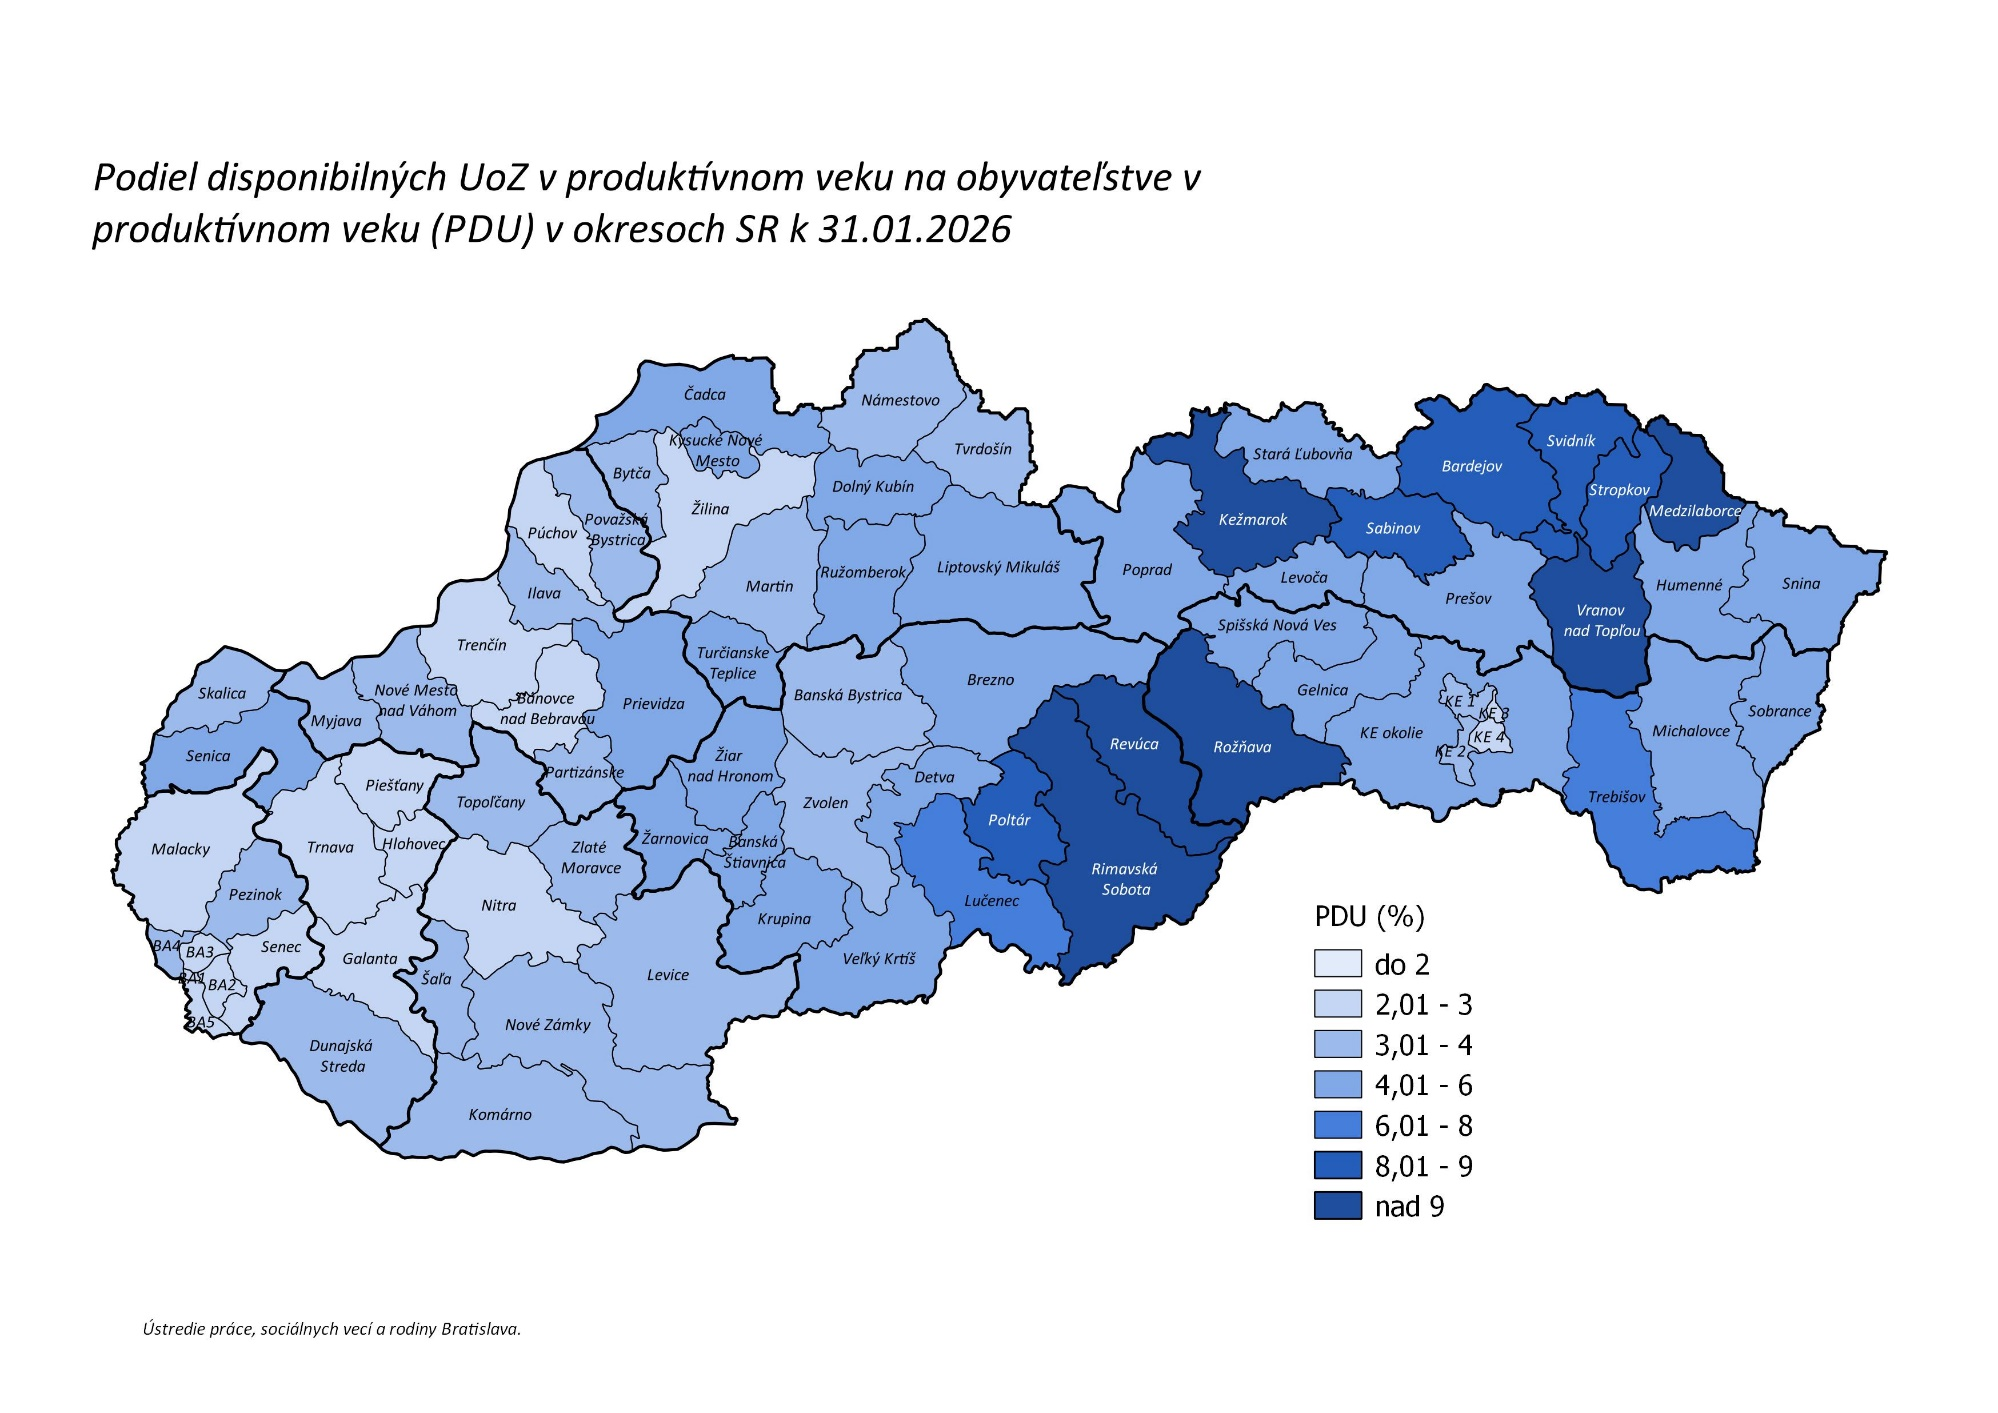 Podiel disponibilných UoZ v produktívnom veku na obyvateľstve v
produktívnom veku (PDU) v okresoch SR k 31.01.2026
Čadca
Námestovo
Kysucké Nové
Mesto
Tvrdošín
Bytča
Dolný Kubín
Žilina
Púchov
Považská
Bystrica
Stará Ľubovňa
Bardejov
Svidník
Stropkov
Medzilaborce
Kežmarok
Sabinov
Ilava
Martin
Ružomberok
Liptovský Mikuláš
Poprad
Levoča
Prešov
Humenné
Snina
Vranov
nad Topľou
Trenčín
Turčianske
Teplice
Spišská Nová Ves
Skalica
Myjava
Nové Mesto
nad Váhom
Bánovce
nad Bebravou
Prievidza
Banská Bystrica
Brezno
Gelnica
KE 1
KE 3
KE okolie
KE 4
KE 2
Michalovce
Sobrance
Senica
Piešťany
Partizánske
Topoľčany
Žiar
nad Hronom
Zvolen
Detva
Revúca
Rožňava
Trebišov
Malacky
Trnava
Hlohovec
Zlaté
Moravce
Žarnovica
Banská
Štiavnica
Poltár
Rimavská
Sobota
Pezinok
Nitra
Krupina
Lučenec
BA4
BA3
Senec
Galanta
Šaľa
Levice
Veľký Krtíš
BA1
BA2
BA5
Nové Zámky
Dunajská
Streda
Komárno
PDU (%)
do 2
2,01 - 3
3,01 - 4
4,01 - 6
6,01 - 8
8,01 - 9
nad 9
Ústredie práce, sociálnych vecí a rodiny Bratislava.